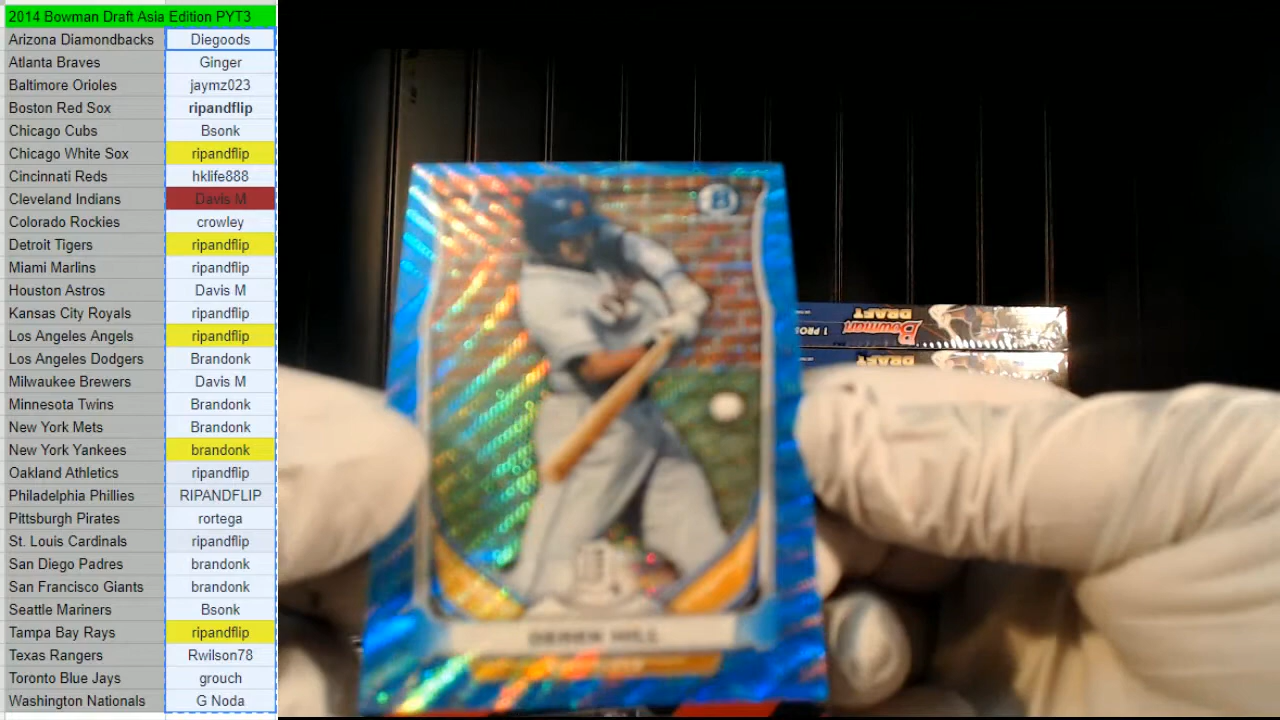 2014 Bowman Draft Asia Edition PYT3
Arizona Diamondbacks Diegoods
Atlanta Braves Ginger
Baltimore Orioles jaymz023
Boston Red Sox ripandflip
Chicago Cubs Bsonk
Chicago White Sox ripandflip
Cincinnati Reds hklife888
Cleveland Indians Davis M
Colorado Rockies crowley
Detroit Tigers ripandflip
Miami Marlins ripandflip
Houston Astros Davis M
Kansas City Royals ripandflip
Los Angeles Angels ripandflip
Los Angeles Dodgers Brandonk
Milwaukee Brewers Davis M
Minnesota Twins Brandonk
New York Mets Brandonk
New York Yankees brandonk
Oakland Athletics ripandflip
Philadelphia Phillies RIPANDFLIP
Pittsburgh Pirates rortega
St. Louis Cardinals ripandflip
San Diego Padres brandonk
San Francisco Giants brandonk
Seattle Mariners Bsonk
Tampa Bay Rays ripandflip
Texas Rangers Rwilson78
Toronto Blue Jays grouch
Washington Nationals G Noda
B
DEREK HILL
Bowman
DRAFT
DRAFT